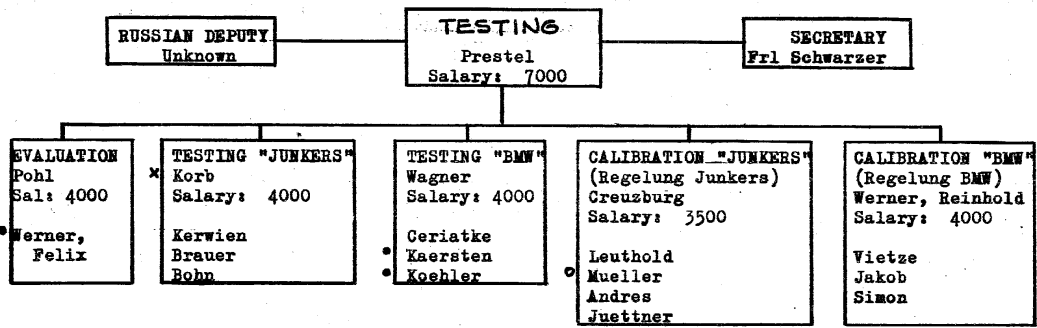 RUSSIAN DEPUTY
Unknown
TESTING
Prestel
Salary: 7000
SECRETARY
Frl Schwarzer
EVALUATION
Pohl
Sal: 4000
Werner,
Felix
TESTING "JUNKERS"
x Korb
Salary: 4000
Kerwien
Brauer
Bohn
TESTING "BMW"
Wagner
Salary: 4000
Ceriatke
Kaersten
Koehler
CALIBRATION "JUNKERS"
(Regelung Junkers)
Creuzburg
Salary: 3500
Leuthold
Mueller
Andres
Juettner
CALIBRATION "BMW"
(Regelung BMW)
Werner, Reinhold
Salary: 4000
Vietze
Jakob
Simon